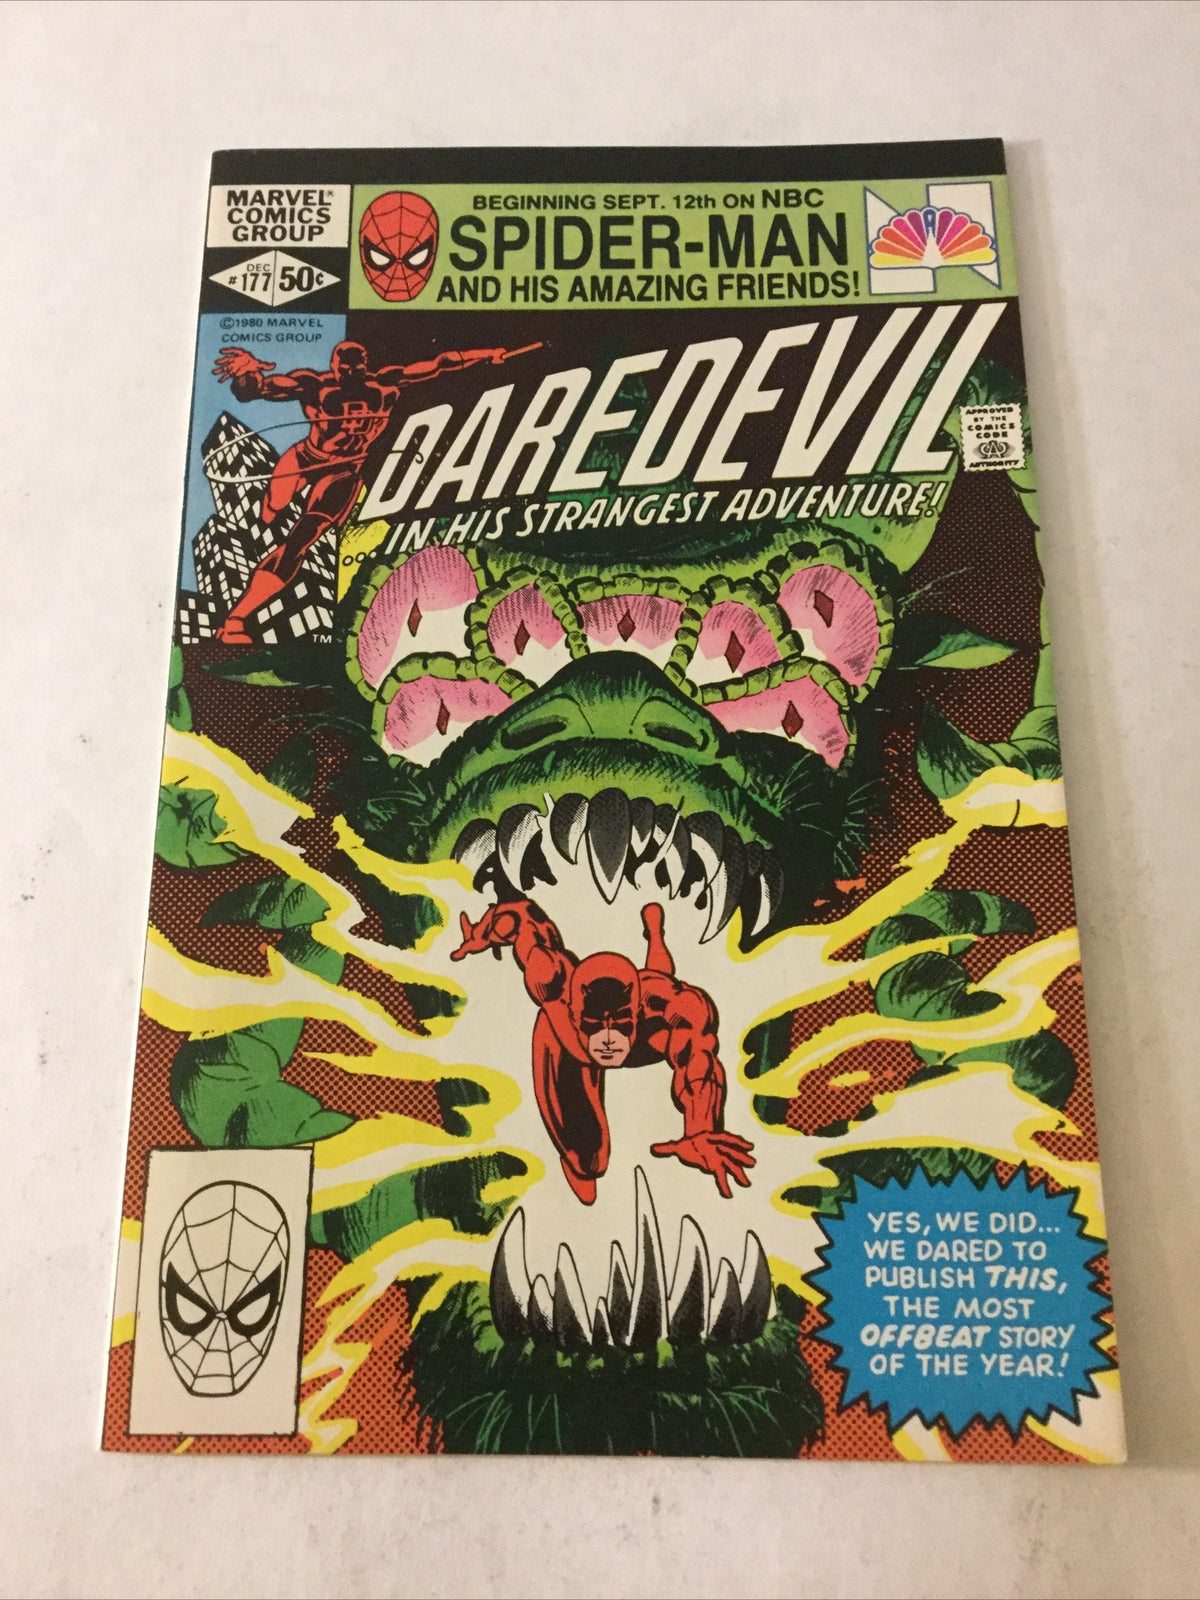 MARVEL®
COMICS
GROUP
DEC
#177 50¢
BEGINNING SEPT. 12th ON NBC
SPIDER-MAN
AND HIS AMAZING FRIENDS!
©1980 MARVEL
COMICS GROUP
DD
TM
DAREDEVIL
...IN HIS STRANGEST ADVENTURE!
APPROVED
BY THE
COMICS
CODE
AUTHORITY
YES, WE DID...
WE DARED TO
PUBLISH THIS,
THE MOST
OFFBEAT STORY
OF THE YEAR!